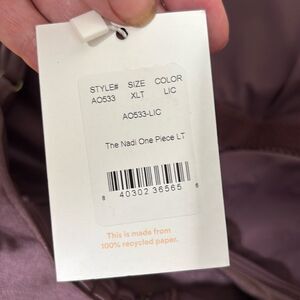 STYLE# SIZE COLOR
AO533 XLT LIC
AO533-LIC
The Nadi One Piece LT
8 40302 36565 6
This is made from
100% recycled paper.